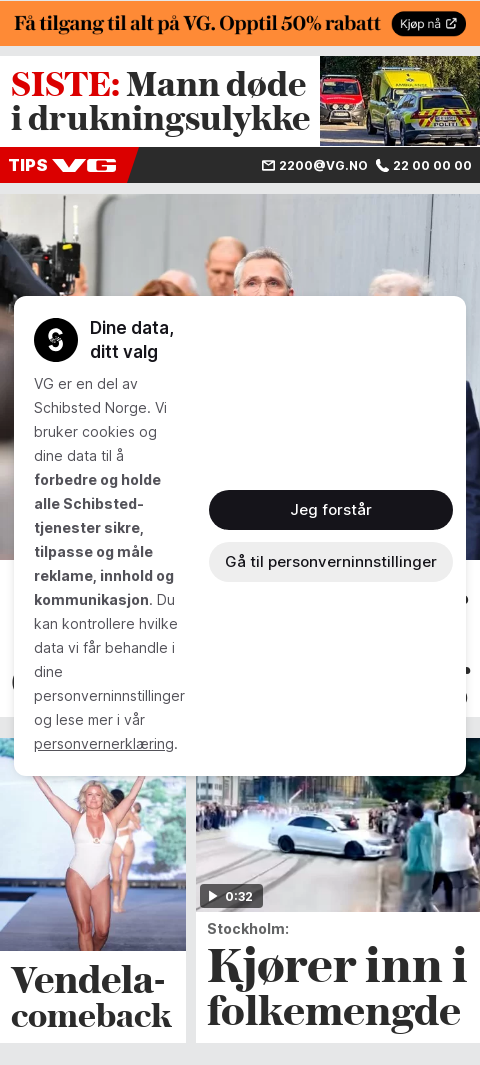 Få tilgang til alt på VG. Opptil 50% rabatt
Kjøp nå
SISTE: Mann døde
i drukningsulykke
POLITI
TIPS VG
2200@VG.NO
22 00 00 00
Dine data,
ditt valg
VG er en del av
Schibsted Norge. Vi
bruker cookies og
dine data til å
forbedre og holde
alle Schibsted-
tjenester sikre,
tilpasse og måle
reklame, innhold og
kommunikasjon. Du
kan kontrollere hvilke
data vi får behandle i
dine
personverninnstillinger
og lese mer i vår
personvernerklæring.
Jeg forstår
Gå til personverninnstillinger
0:32
Vendela-
comeback
Stockholm:
Kjører inn i
folkemengde